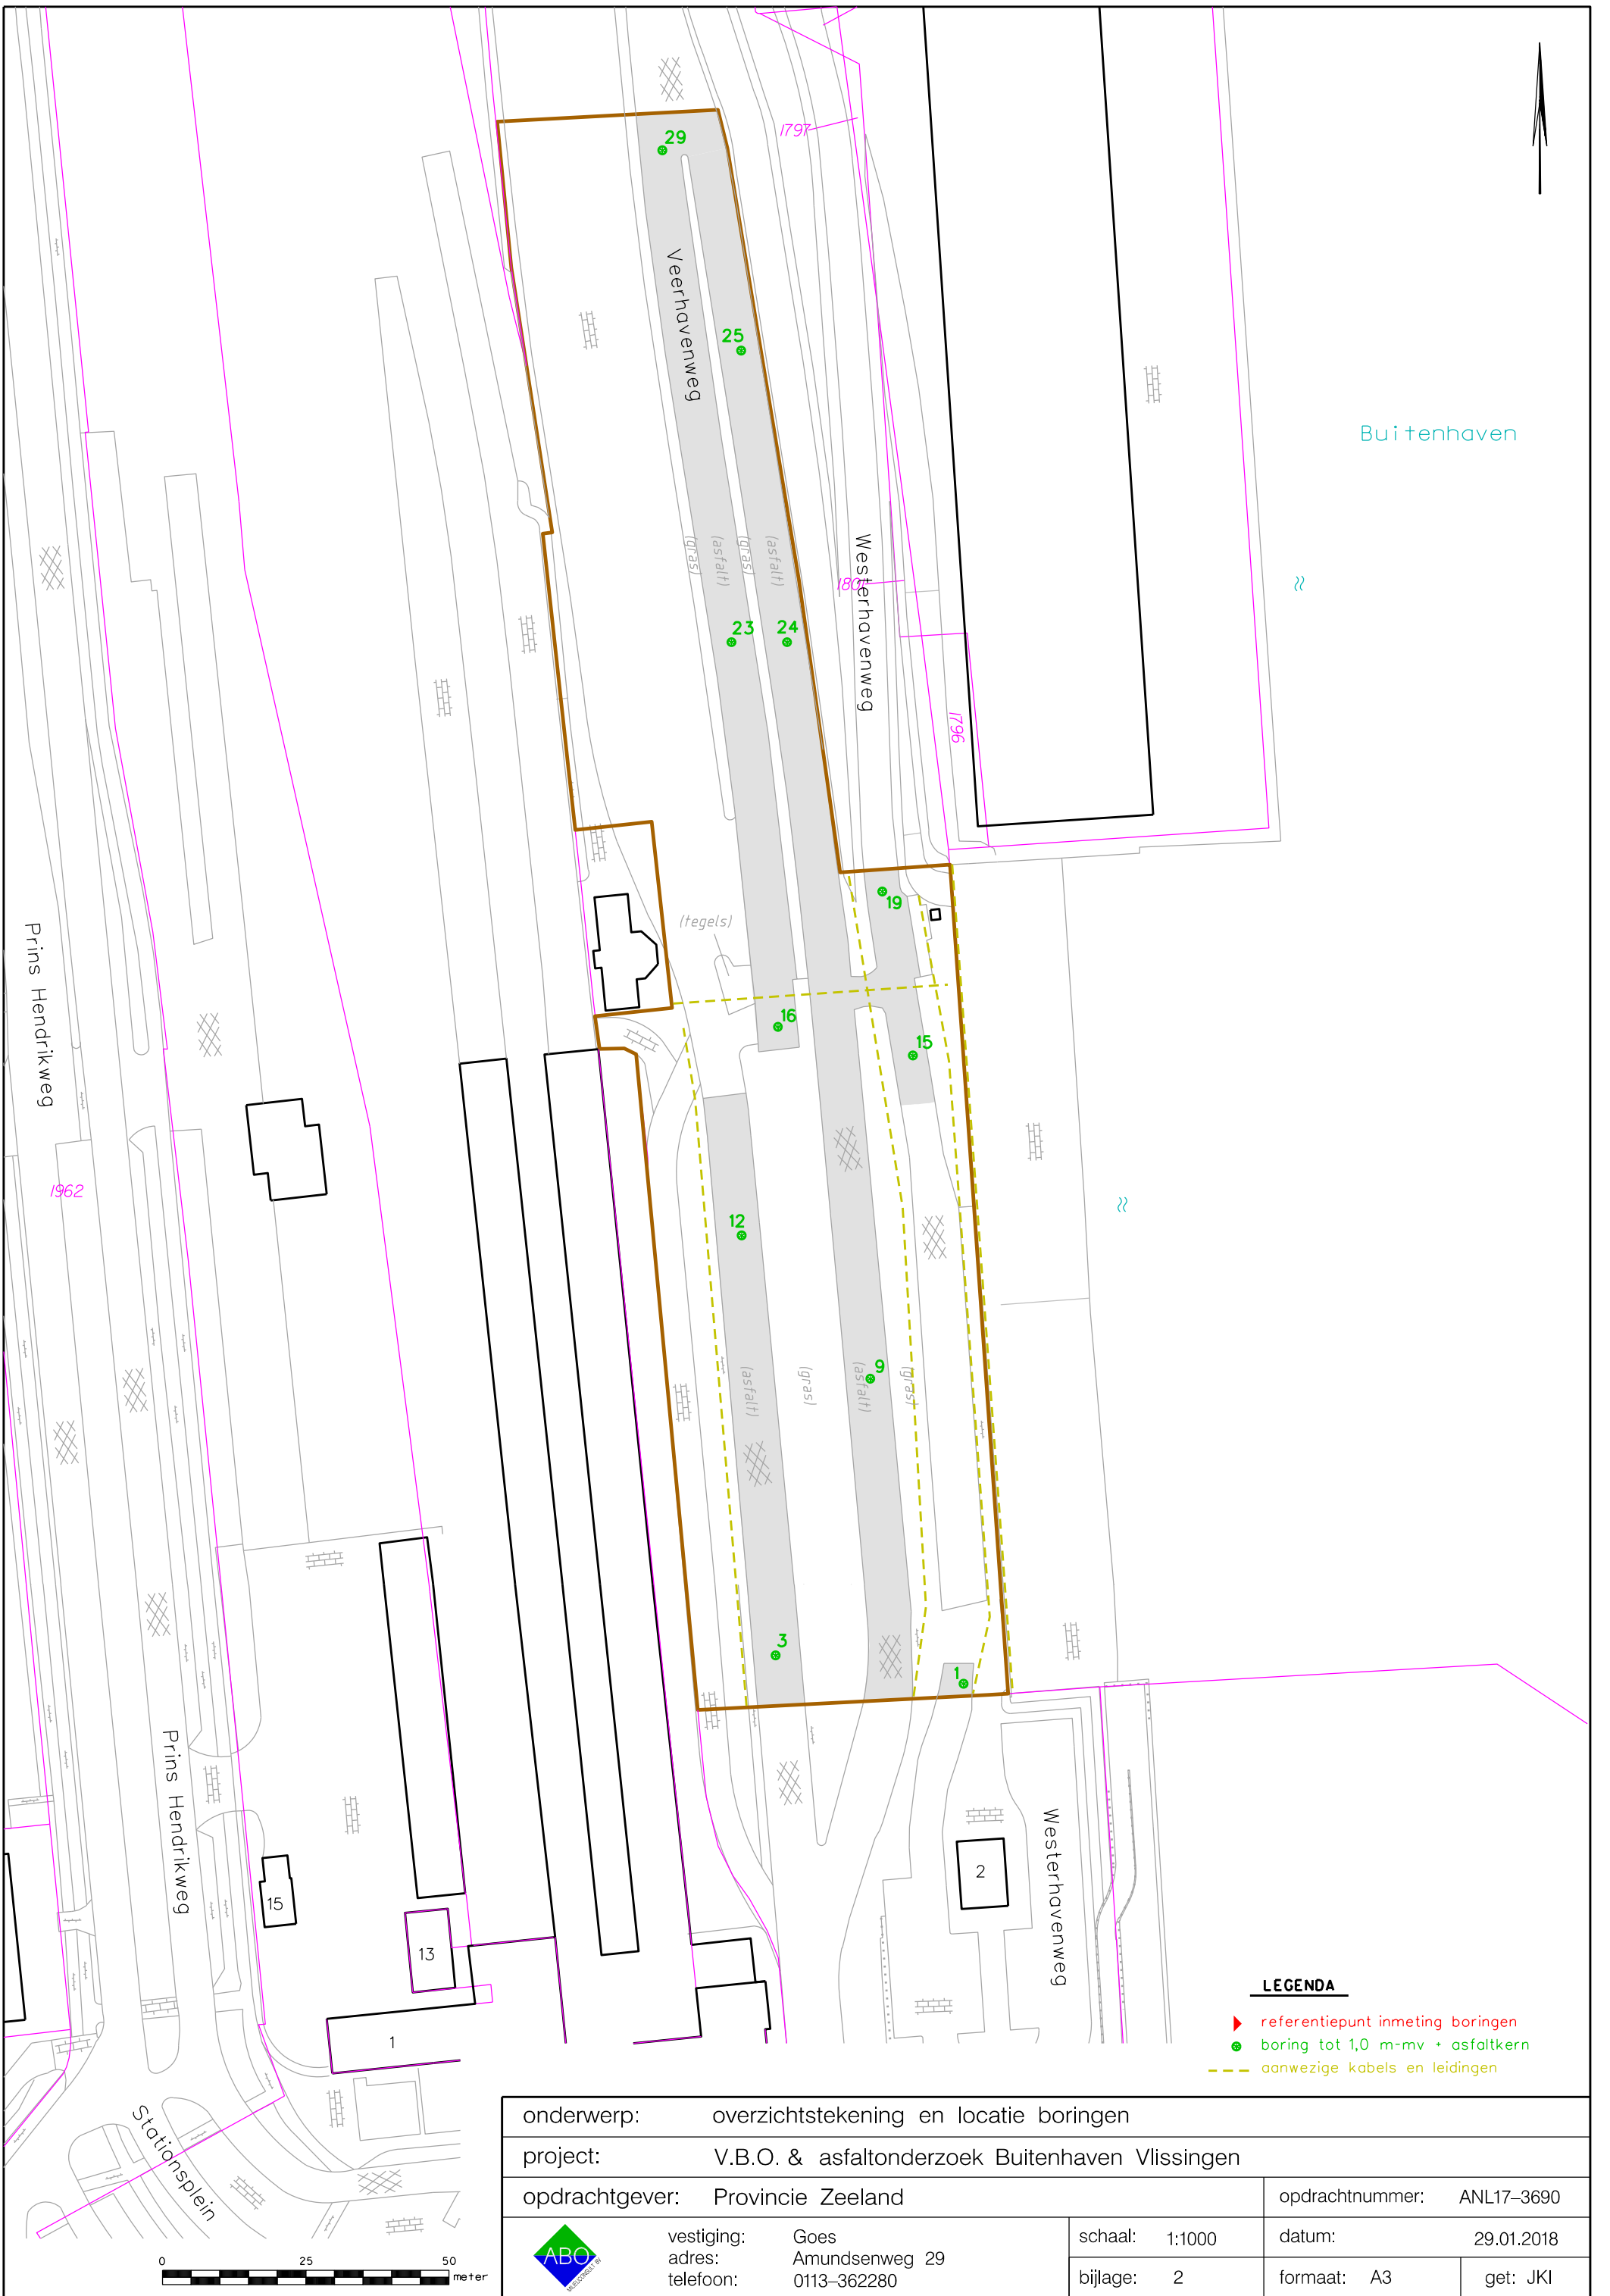 29
1797
Veerhavenweg
25
Buitenhaven
(gras)
(asfalt)
(gras)
(asfalt)
Westerhavenweg
1801
23
24
1796
19
(tegels)
Prins Hendrikweg
16
15
1962
12
(asfalt)
(gras)
(asfalt)
9
(gras)
3
1
Prins Hendrikweg
Westerhavenweg
2
15
13
1
Stationsplein
LEGENDA
referentiepunt inmeting boringen
boring tot 1,0 m-mv + asfaltkern
aanwezige kabels en leidingen
0 25 50 meter
onderwerp: overzichtstekening en locatie boringen
project: V.B.O. & asfaltonderzoek Buitenhaven Vlissingen
opdrachtgever: Provincie Zeeland
opdrachtnummer: ANL17-3690
ABO
MILIEUCONSULT BV
vestiging: Goes
adres: Amundsenweg 29
telefoon: 0113-362280
schaal: 1:1000
datum: 29.01.2018
bijlage: 2
formaat: A3
get: JKI